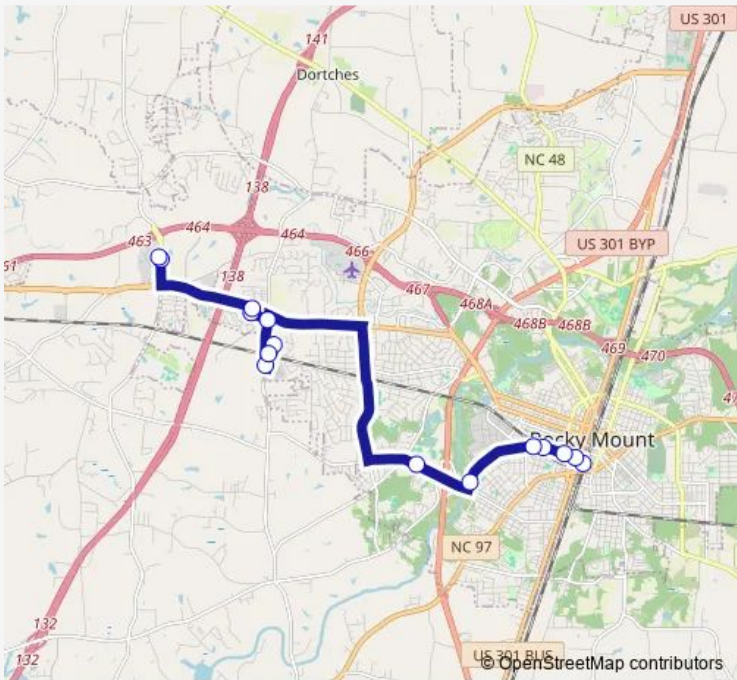 US 301
141
Dortches
NC 48
138
464
463
464
US 301 BYP
466
61
138
467
468A
468B
468B
469
470
47
Rocky Mount
NC 97
132
132
US 301 BUS
© OpenStreetMap contributors